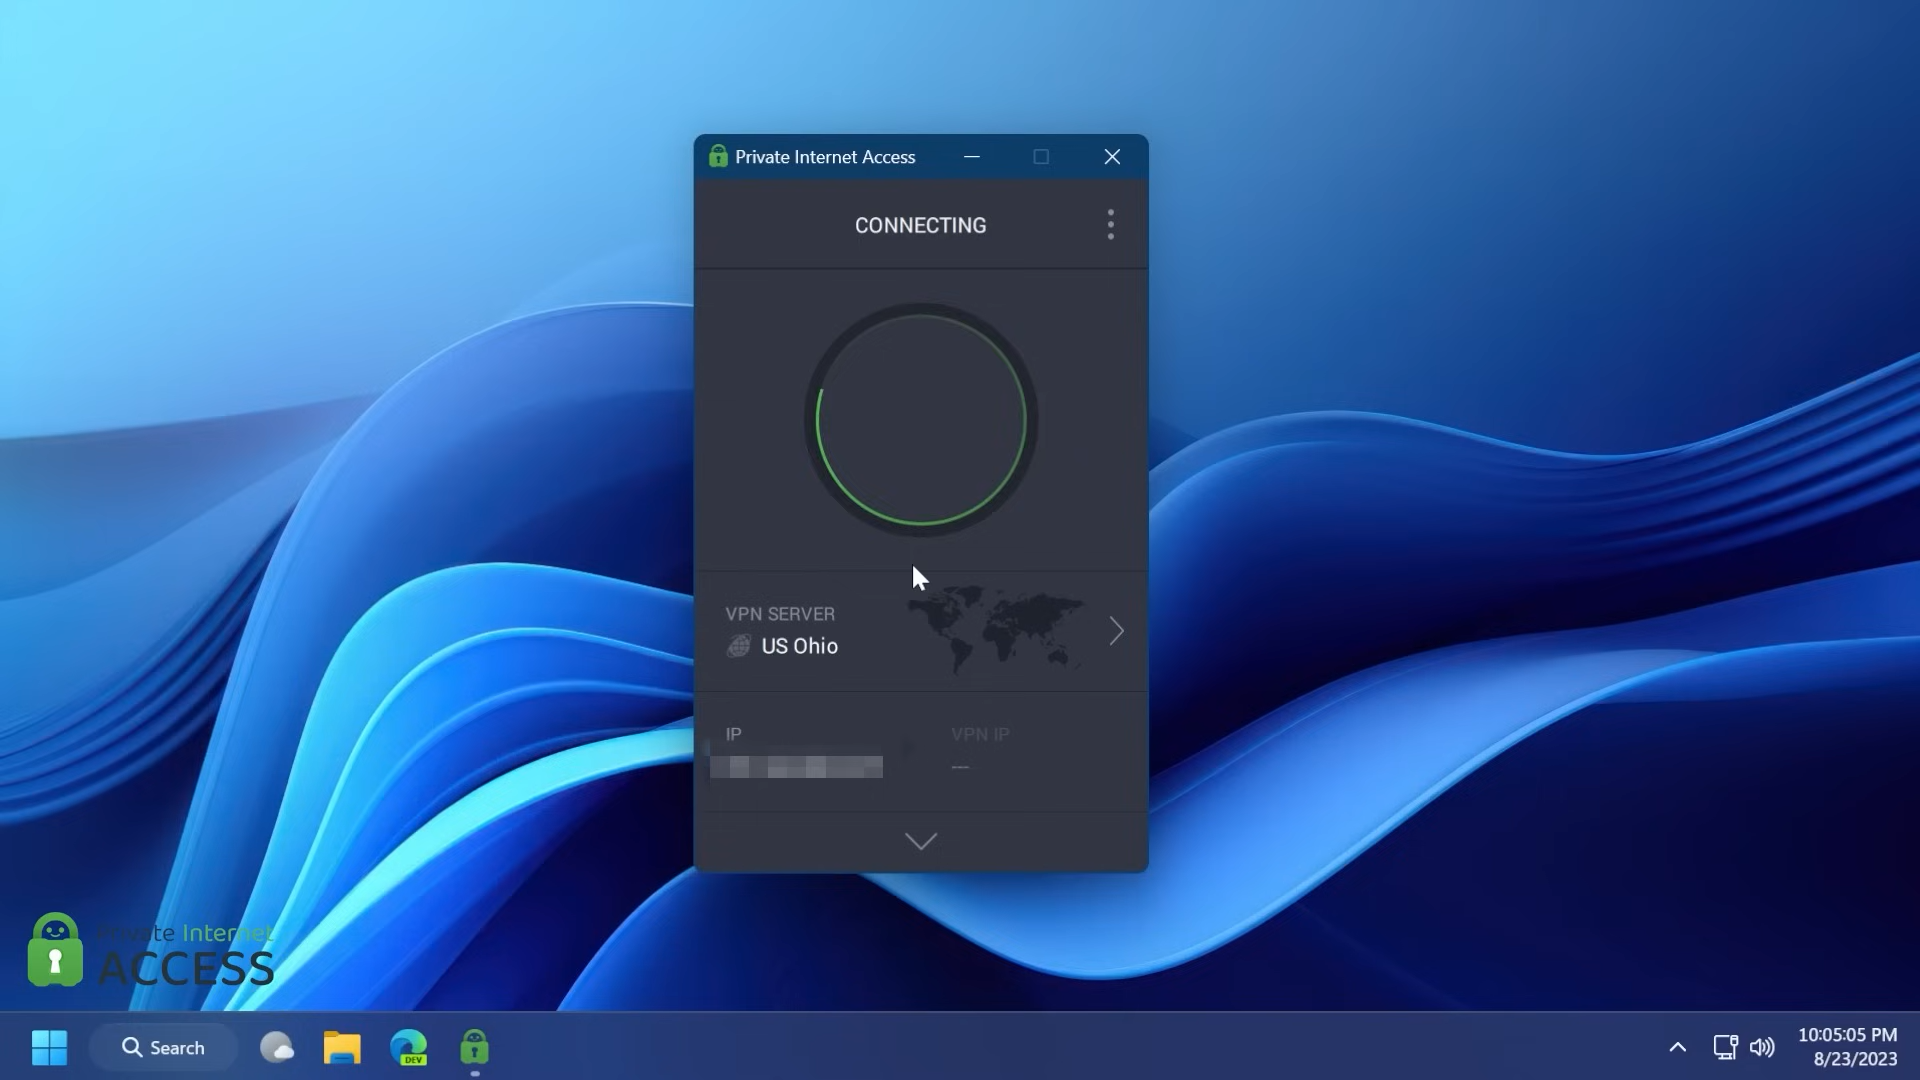 Private Internet Access
CONNECTING
VPN SERVER
US Ohio
IP
VPN IP
---
Private Internet
ACCESS
Search
DEV
10:05:05 PM
8/23/2023